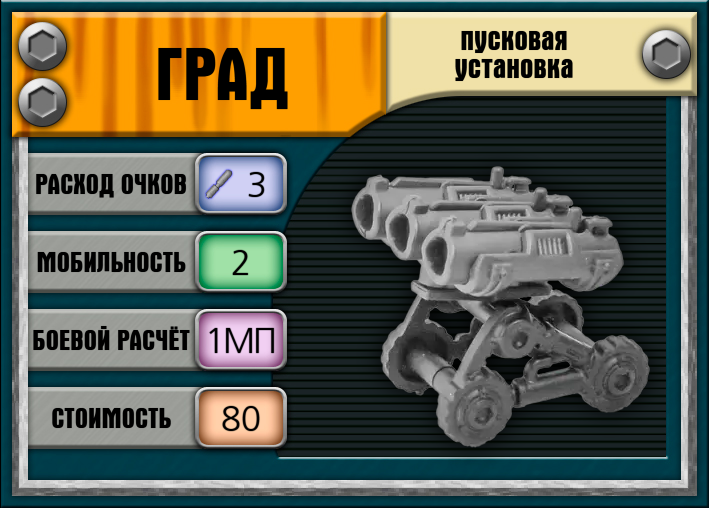 ГРАД
ПУСКОВАЯ
УСТАНОВКА
РАСХОД ОЧКОВ 3
МОБИЛЬНОСТЬ 2
БОЕВОЙ РАСЧЁТ 1МП
СТОИМОСТЬ 80